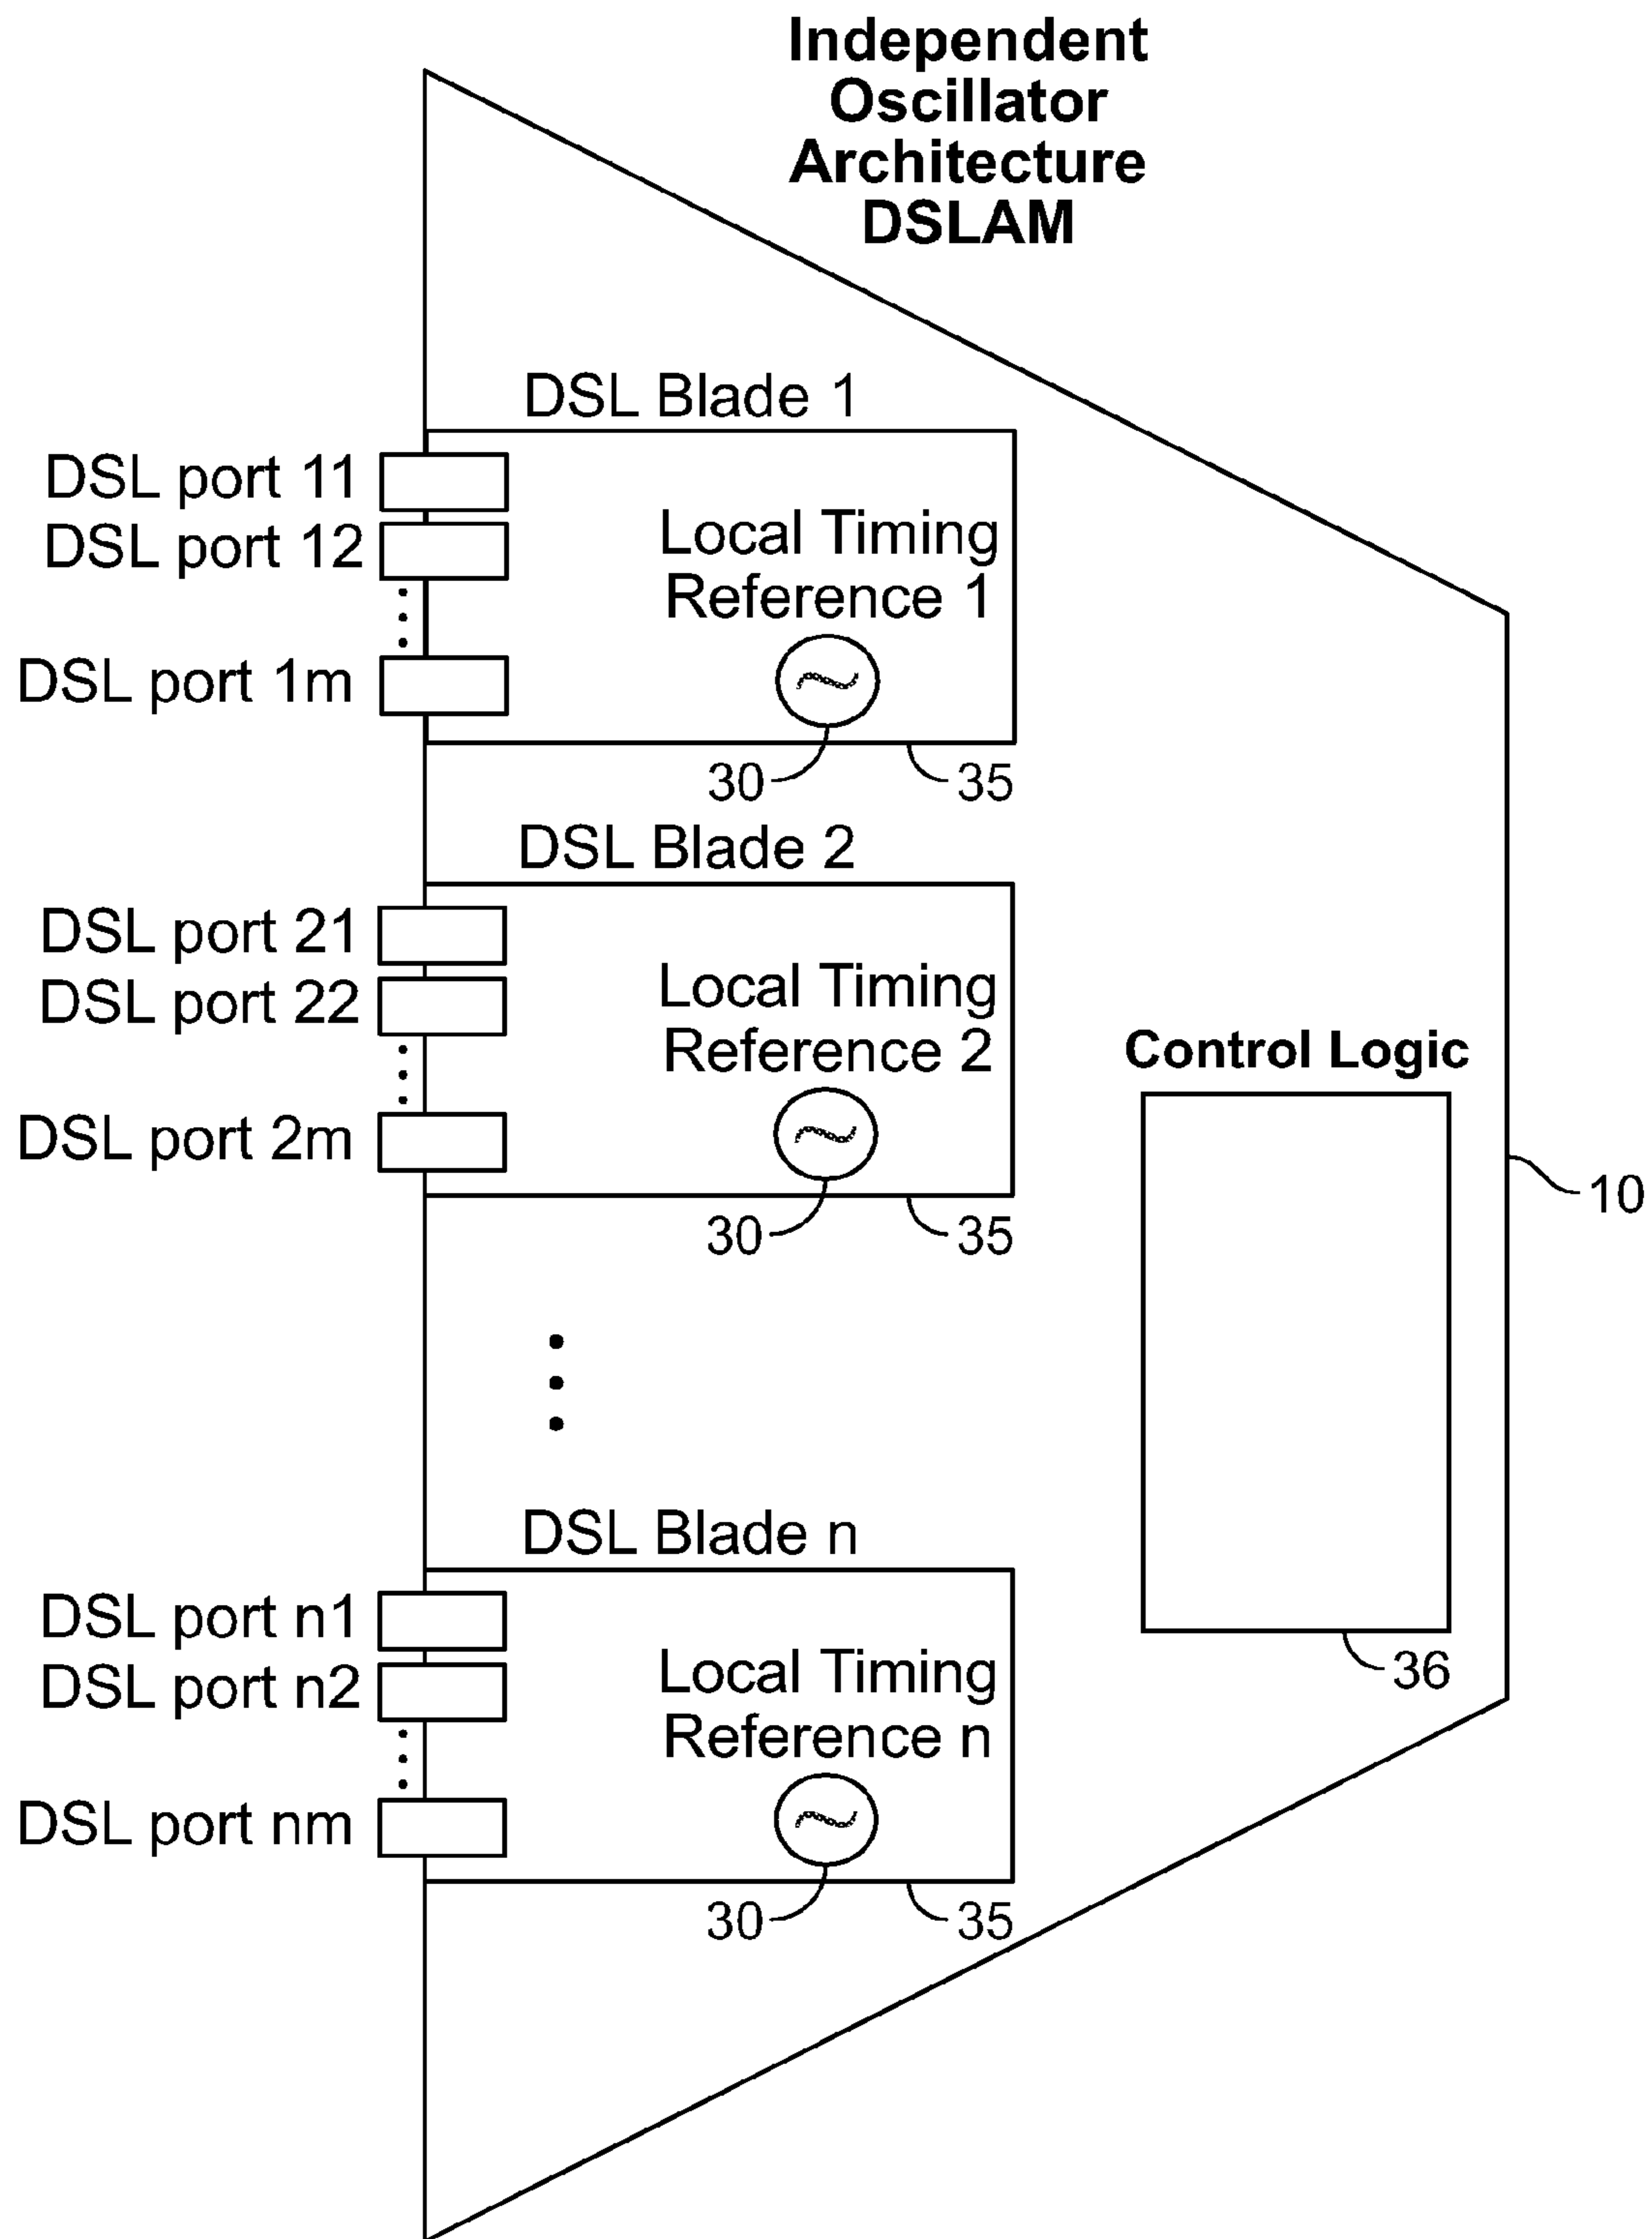 Independent
Oscillator
Architecture
DSLAM
DSL Blade 1
DSL port 11
DSL port 12
DSL port 1m
Local Timing
Reference 1
30
35
DSL Blade 2
DSL port 21
DSL port 22
DSL port 2m
Local Timing
Reference 2
30
35
Control Logic
10
36
DSL Blade n
DSL port n1
DSL port n2
DSL port nm
Local Timing
Reference n
30
35